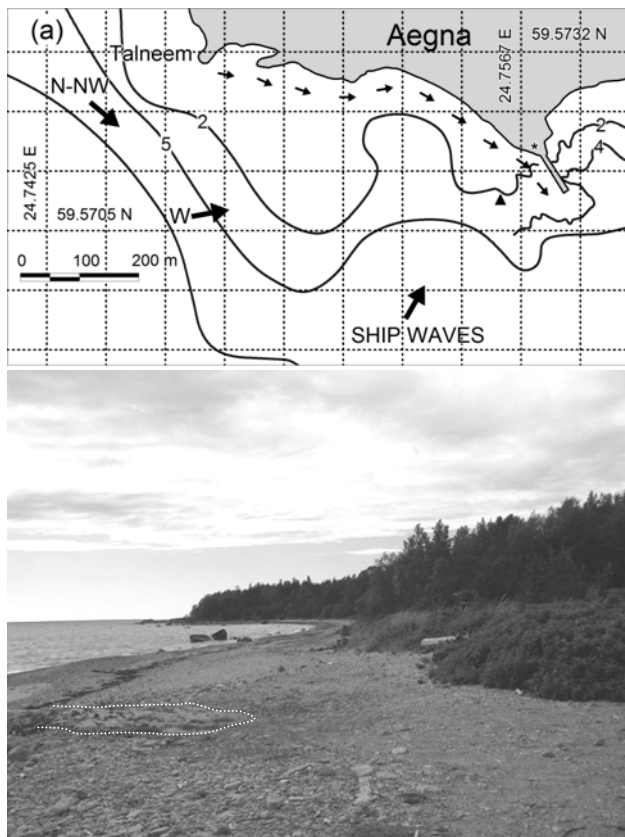 (a)
Aegna
59.5732 N
Talneem
24.7567 E
N-NW
2
2
5
4
24.7425 E
59.5705 N
W
*
0 100 200 m
SHIP WAVES